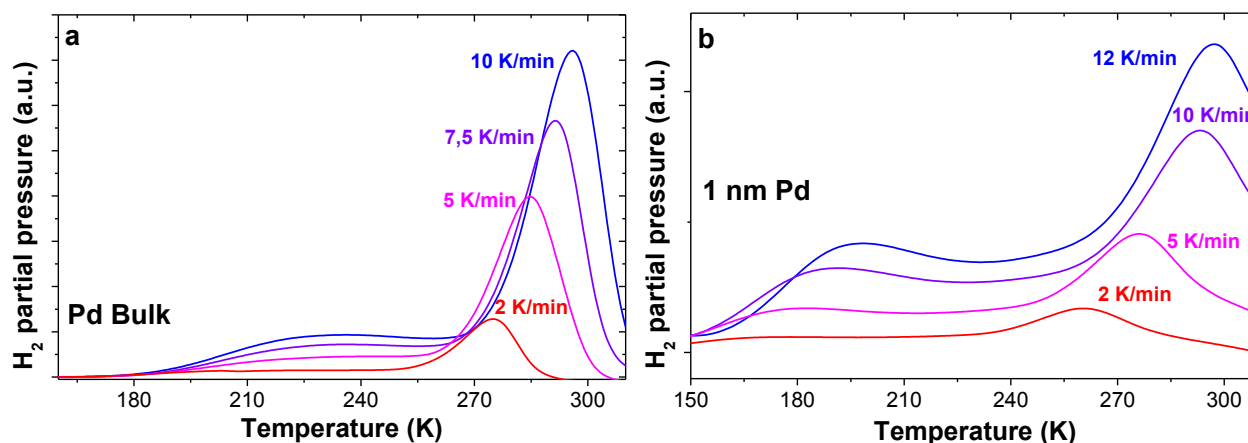 a
10 K/min
7,5 K/min
5 K/min
2 K/min
Pd Bulk
H₂ partial pressure (a.u.)
180 210 240 270 300
Temperature (K)
b
12 K/min
10 K/min
5 K/min
2 K/min
1 nm Pd
H₂ partial pressure (a.u.)
150 180 210 240 270 300
Temperature (K)